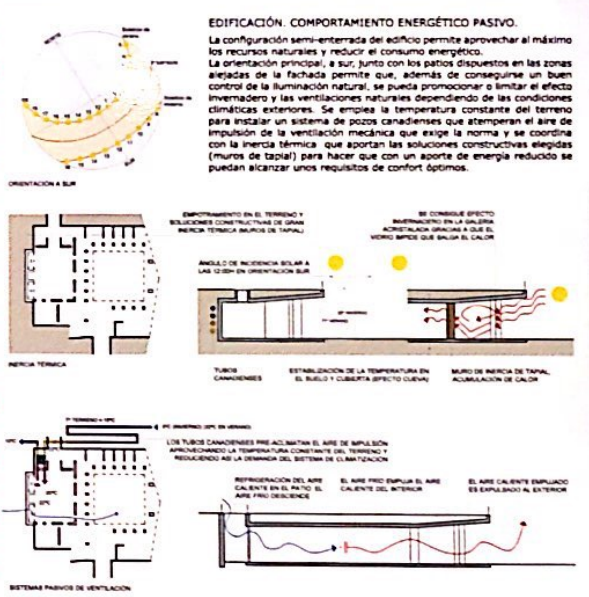 EDIFICACIÓN. COMPORTAMIENTO ENERGÉTICO PASIVO.
La configuración semi-enterrada del edificio permite aprovechar al máximo
los recursos naturales y reducir el consumo energético.
La orientación principal, a sur, junto con los patios dispuestos en las zonas
alejadas de la fachada permite que, además de conseguirse un buen
control de la iluminación natural, se pueda promocionar o limitar el efecto
invernadero y las ventilaciones naturales dependiendo de las condiciones
climáticas exteriores. Se emplea la temperatura constante del terreno
para instalar un sistema de pozos canadienses que atemperan el aire de
impulsión de la ventilación mecánica que exige la norma y se coordina
con la inercia térmica que aportan las soluciones constructivas elegidas
(muros de tapial) para hacer que con un aporte de energía reducido se
puedan alcanzar unos requisitos de confort óptimos.
ORIENTACIÓN A SUR
EMPOTRAMIENTO EN EL TERRENO Y
SOLUCIONES CONSTRUCTIVAS DE GRAN
INERCIA TÉRMICA (MUROS DE TAPIAL)
SE CONSIGUE EFECTO
INVERNADERO EN LA GALERÍA
ACRISTALADA GRACIAS A QUE EL
VIDRIO IMPIDE QUE SALGA EL CALOR
ÁNGULO DE INCIDENCIA SOLAR A
LAS 12:00H EN ORIENTACIÓN SUR
INERCIA TÉRMICA
TUBOS
CANADIENSES
ESTABILIZACIÓN DE LA TEMPERATURA EN
EL SUELO Y CUBIERTA (EFECTO CUEVA)
MURO DE INERCIA DE TAPIAL,
ACUMULACIÓN DE CALOR
LOS TUBOS CANADIENSES PRE-ACLIMATAN EL AIRE DE IMPULSIÓN
APROVECHANDO LA TEMPERATURA CONSTANTE DEL TERRENO Y
REDUCIENDO ASÍ LA DEMANDA DEL SISTEMA DE CLIMATIZACIÓN
REFRIGERACIÓN DEL AIRE
CALIENTE EN EL PATIO. EL
AIRE FRÍO DESCIENDE
EL AIRE FRÍO EMPUJA EL AIRE
CALIENTE DEL INTERIOR
EL AIRE CALIENTE EMPUJADO
ES EXPULSADO AL EXTERIOR
SISTEMAS PASIVOS DE VENTILACIÓN